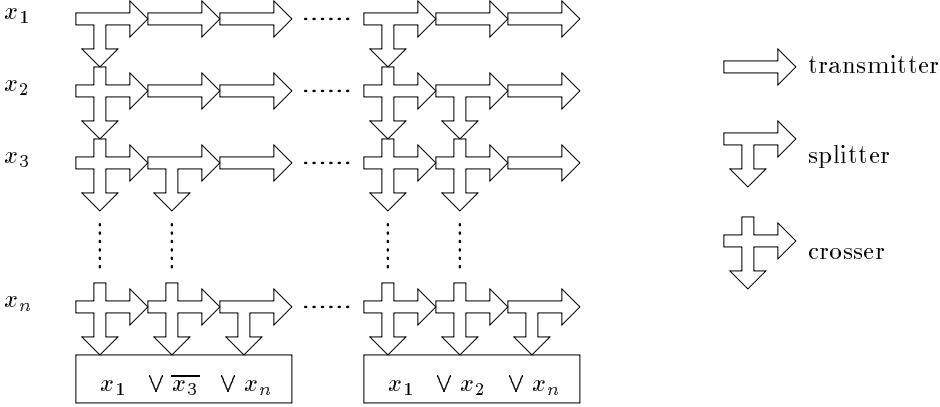 x₁
x₂
x₃
xₙ
x₁ ∨ x̅₃ ∨ xₙ
x₁ ∨ x₂ ∨ xₙ
transmitter
splitter
crosser